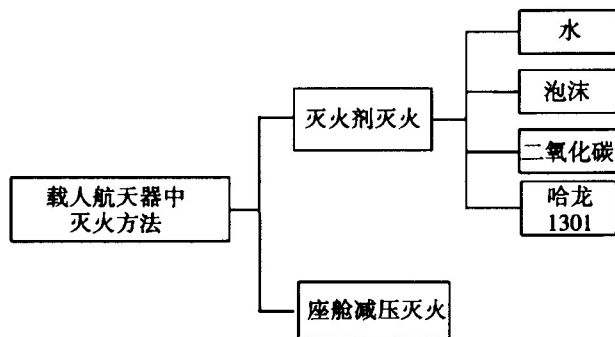 水
泡沫
灭火剂灭火
二氧化碳
哈龙
1301
载人航天器中
灭火方法
座舱减压灭火